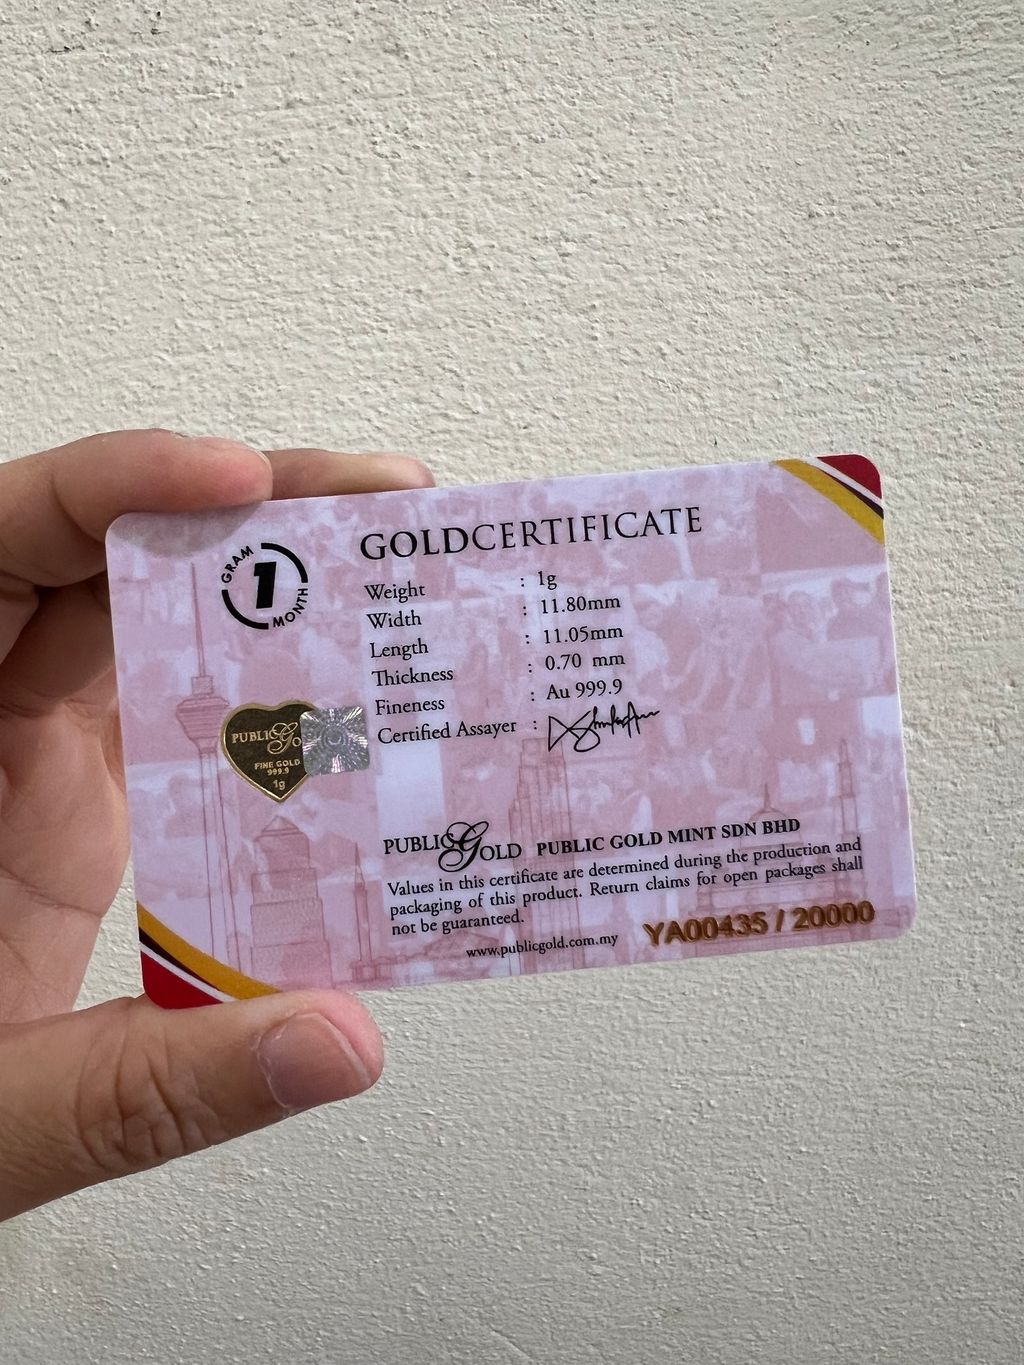 GOLDCERTIFICATE
1 GRAM
MONTH
Weight : 1g
Width : 11.80mm
Length : 11.05mm
Thickness : 0.70 mm
Fineness : Au 999.9
Certified Assayer :
PUBLIC Go
FINE GOLD
999.9
1g
PUBLIC GOLD PUBLIC GOLD MINT SDN BHD
Values in this certificate are determined during the production and
packaging of this product. Return claims for open packages shall
not be guaranteed.
www.publicgold.com.my
YA00435 / 20000